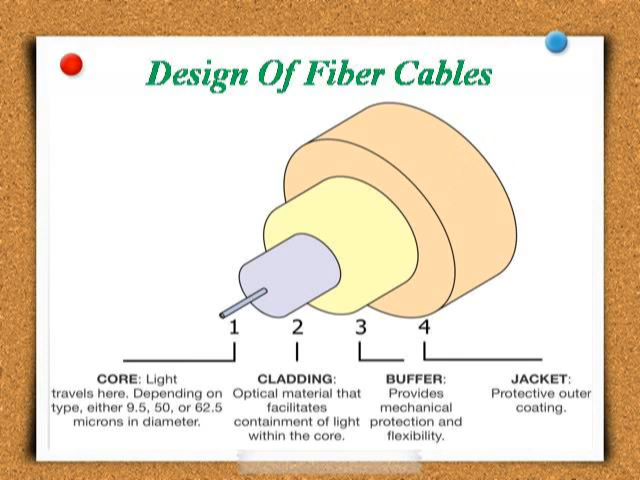 Design Of Fiber Cables
1 2 3 4
CORE: Light
travels here. Depending on
type, either 9.5, 50, or 62.5
microns in diameter.
CLADDING:
Optical material that
facilitates
containment of light
within the core.
BUFFER:
Provides
mechanical
protection and
flexibility.
JACKET:
Protective outer
coating.